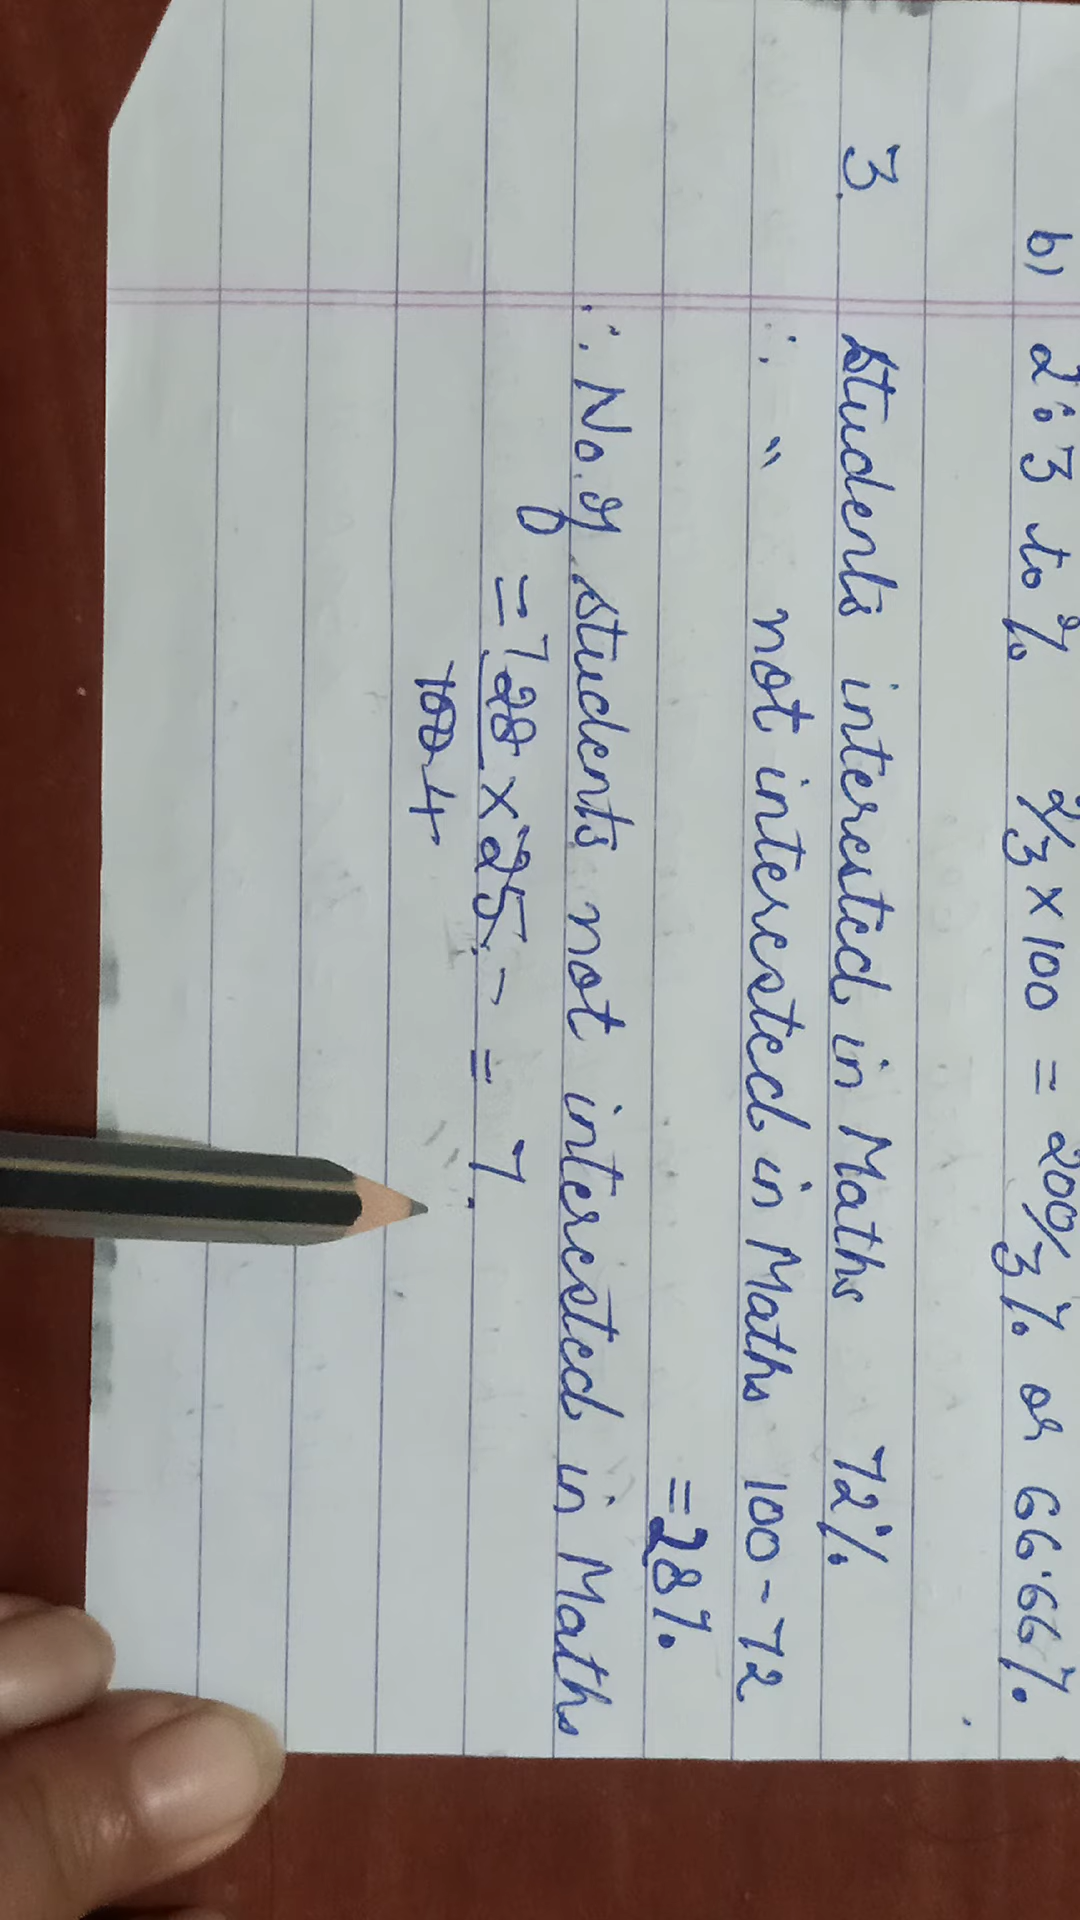 b) 2:3 to % 2/3 × 100 = 200/3 % or 66.66%
3. Students interested in Maths 72%
∴ " not interested in Maths 100-72
= 28%
∴ No. of students not interested in Maths
= 7 28 × 25 = 7.
100 4